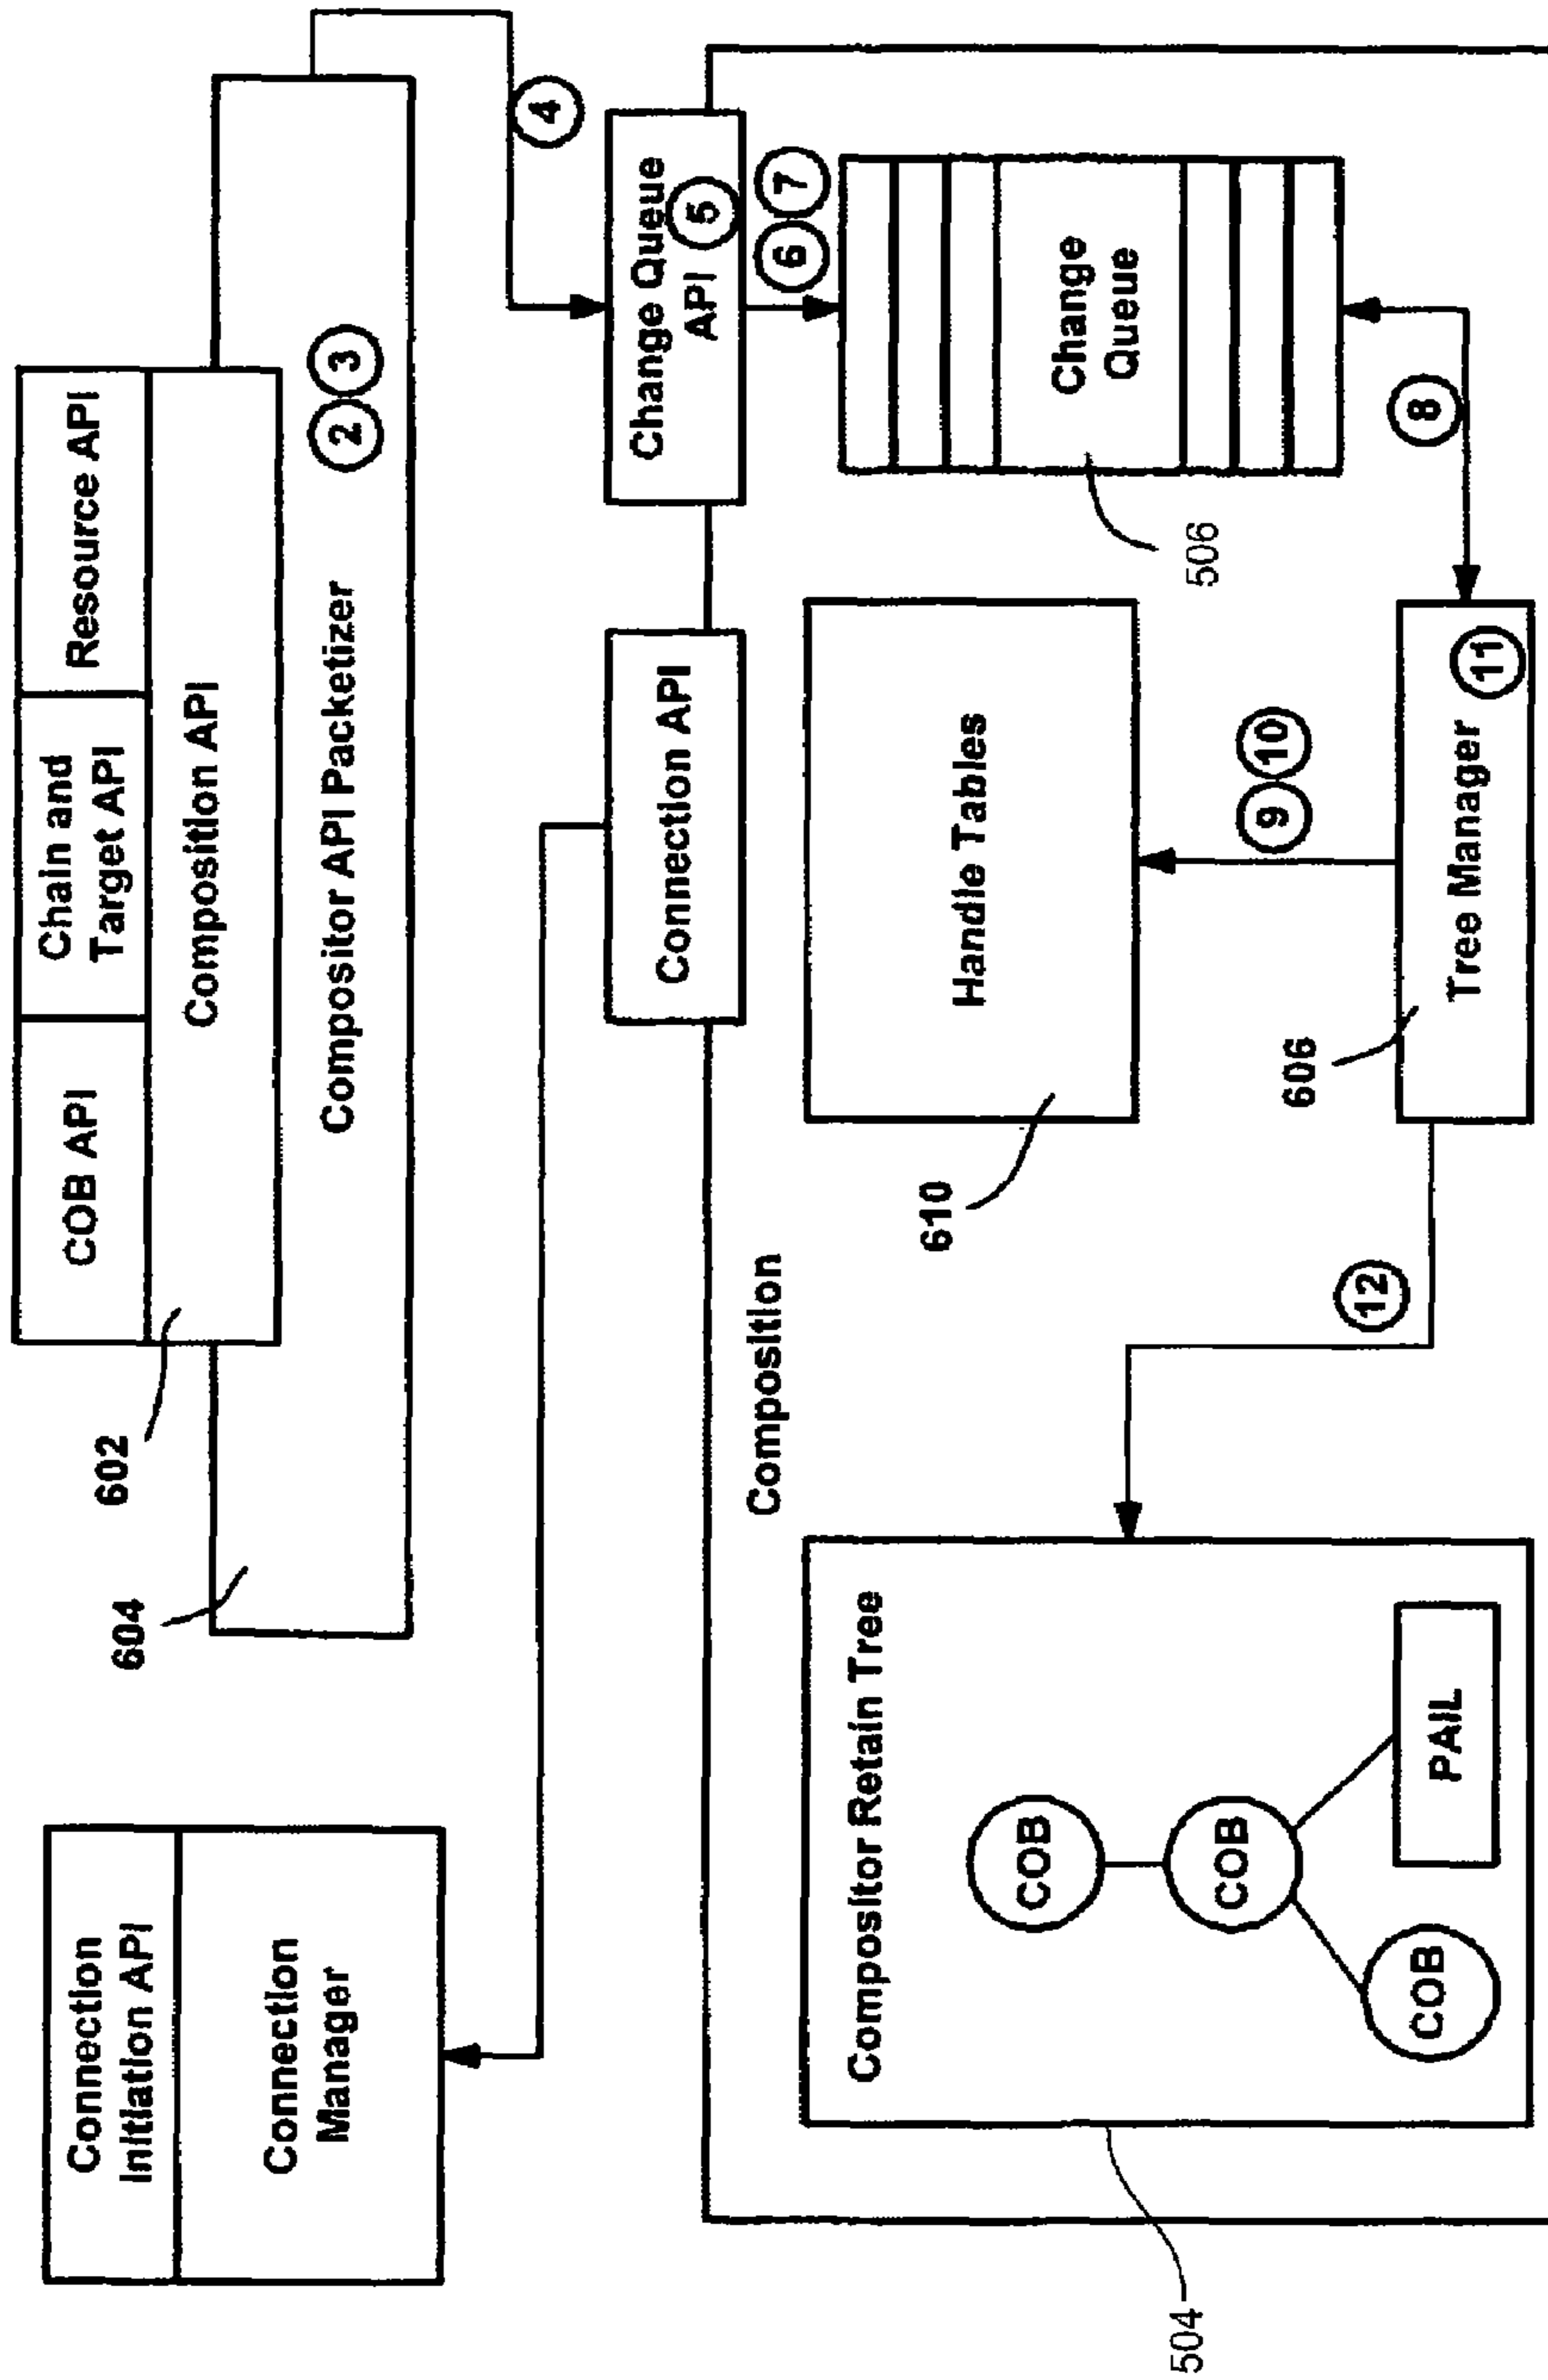 Connection
Initiation API
Connection
Manager
602
604
COB API
Chain and
Target API
Resource API
Composition API
Compositor API Packetizer
2
3
4
Connection API
Change Queue
API
5
6
7
Composition
Compositor Retain Tree
COB
COB
COB
PAIL
504
610
Handle Tables
Change
Queue
506
8
9
10
606
Tree Manager
11
12